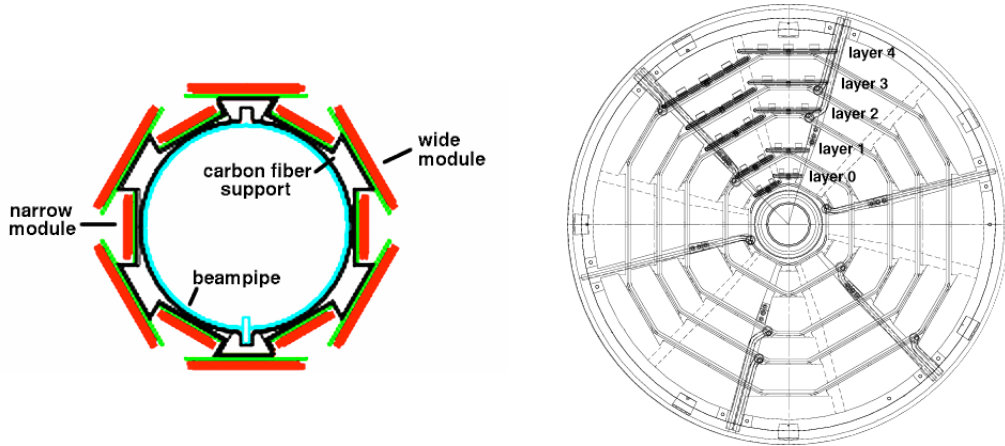 wide
module
carbon fiber
support
narrow
module
beampipe
layer 4
layer 3
layer 2
layer 1
layer 0